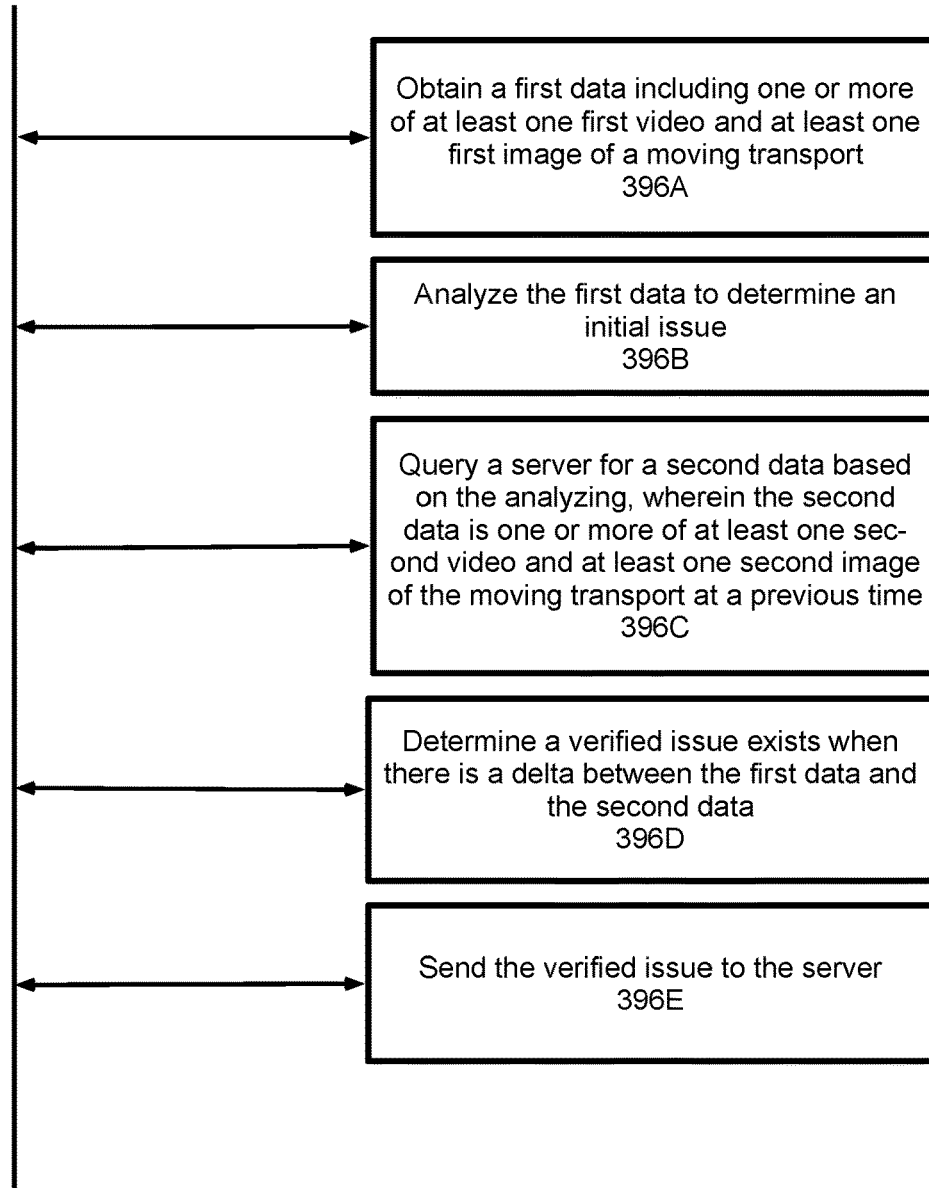 Obtain a first data including one or more
of at least one first video and at least one
first image of a moving transport
396A
Analyze the first data to determine an
initial issue
396B
Query a server for a second data based
on the analyzing, wherein the second
data is one or more of at least one sec-
ond video and at least one second image
of the moving transport at a previous time
396C
Determine a verified issue exists when
there is a delta between the first data and
the second data
396D
Send the verified issue to the server
396E